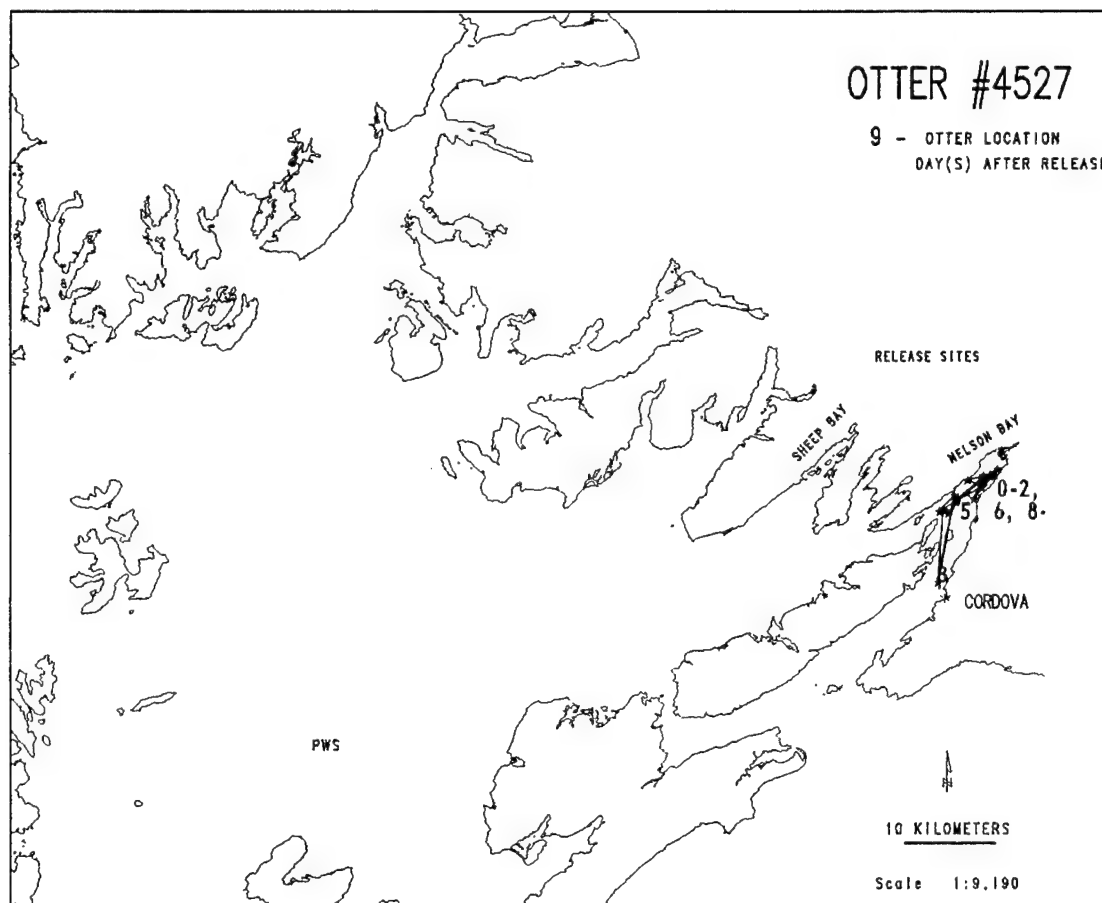 OTTER #4527
9 - OTTER LOCATION
DAY(S) AFTER RELEASE
RELEASE SITES
SHEEP BAY
NELSON BAY
0-2,
5, 6, 8-
3
CORDOVA
PWS
N
10 KILOMETERS
Scale 1:9,190